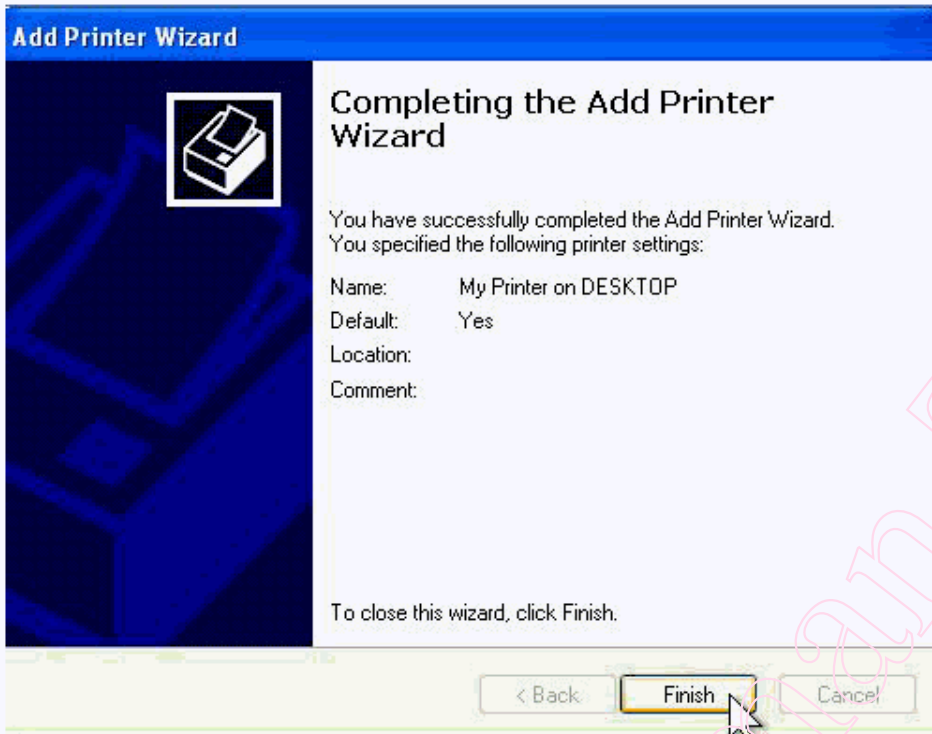 Add Printer Wizard
Completing the Add Printer
Wizard
You have successfully completed the Add Printer Wizard.
You specified the following printer settings:
Name: My Printer on DESKTOP
Default: Yes
Location:
Comment:
To close this wizard, click Finish.
< Back Finish Cancel